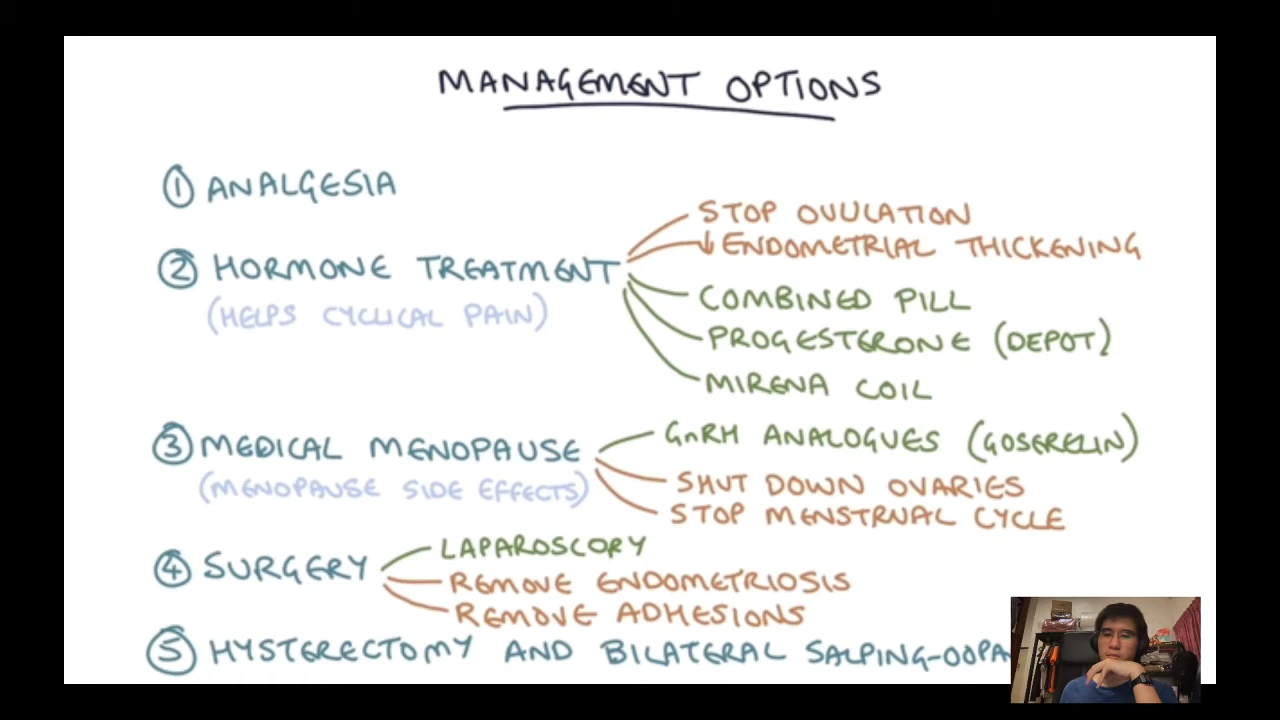 MANAGEMENT OPTIONS
① ANALGESIA
② HORMONE TREATMENT
(HELPS CYCLICAL PAIN)
STOP OVULATION
↓ ENDOMETRIAL THICKENING
COMBINED PILL
PROGESTERONE (DEPOT)
MIRENA COIL
③ MEDICAL MENOPAUSE
(MENOPAUSE SIDE EFFECTS)
GnRH ANALOGUES (GOSERELIN)
SHUT DOWN OVARIES
STOP MENSTRUAL CYCLE
④ SURGERY
LAPAROSCOPY
REMOVE ENDOMETRIOSIS
REMOVE ADHESIONS
⑤ HYSTERECTOMY AND BILATERAL SALPING-OOPA